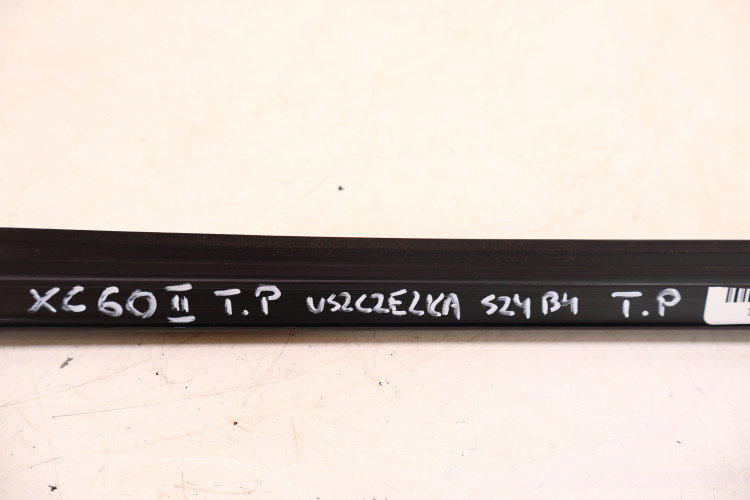 XC60 II T.P USZCZELKA SZYBY T.P